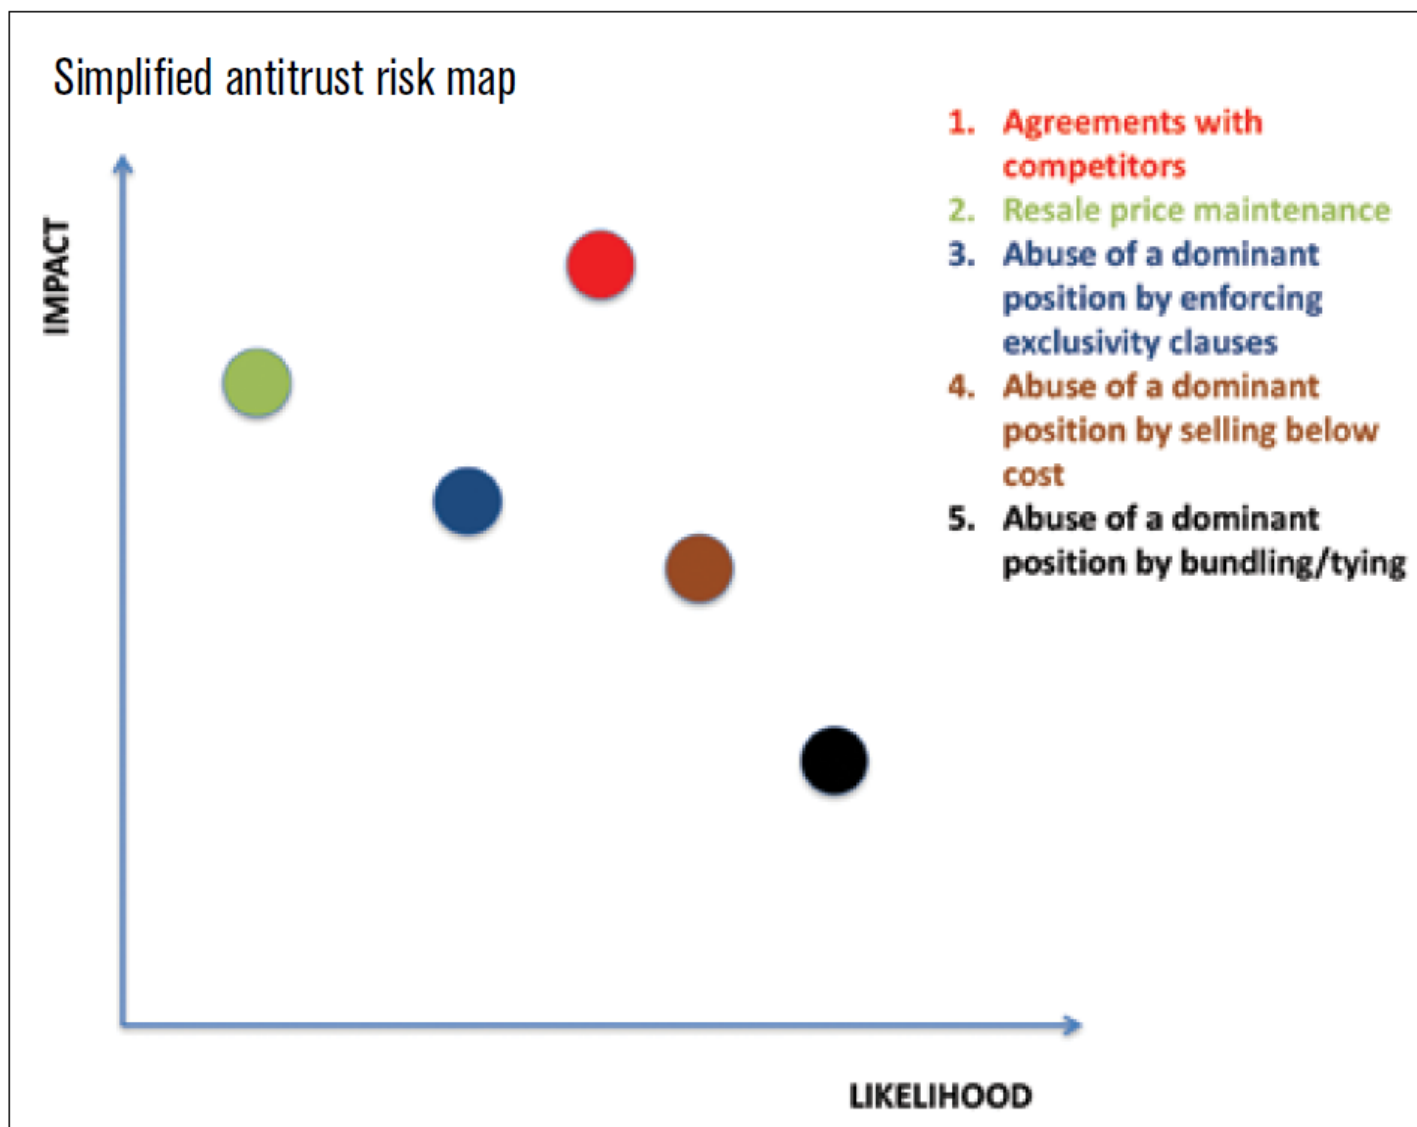 Simplified antitrust risk map
IMPACT
1. Agreements with
competitors
2. Resale price maintenance
3. Abuse of a dominant
position by enforcing
exclusivity clauses
4. Abuse of a dominant
position by selling below
cost
5. Abuse of a dominant
position by bundling/tying
LIKELIHOOD